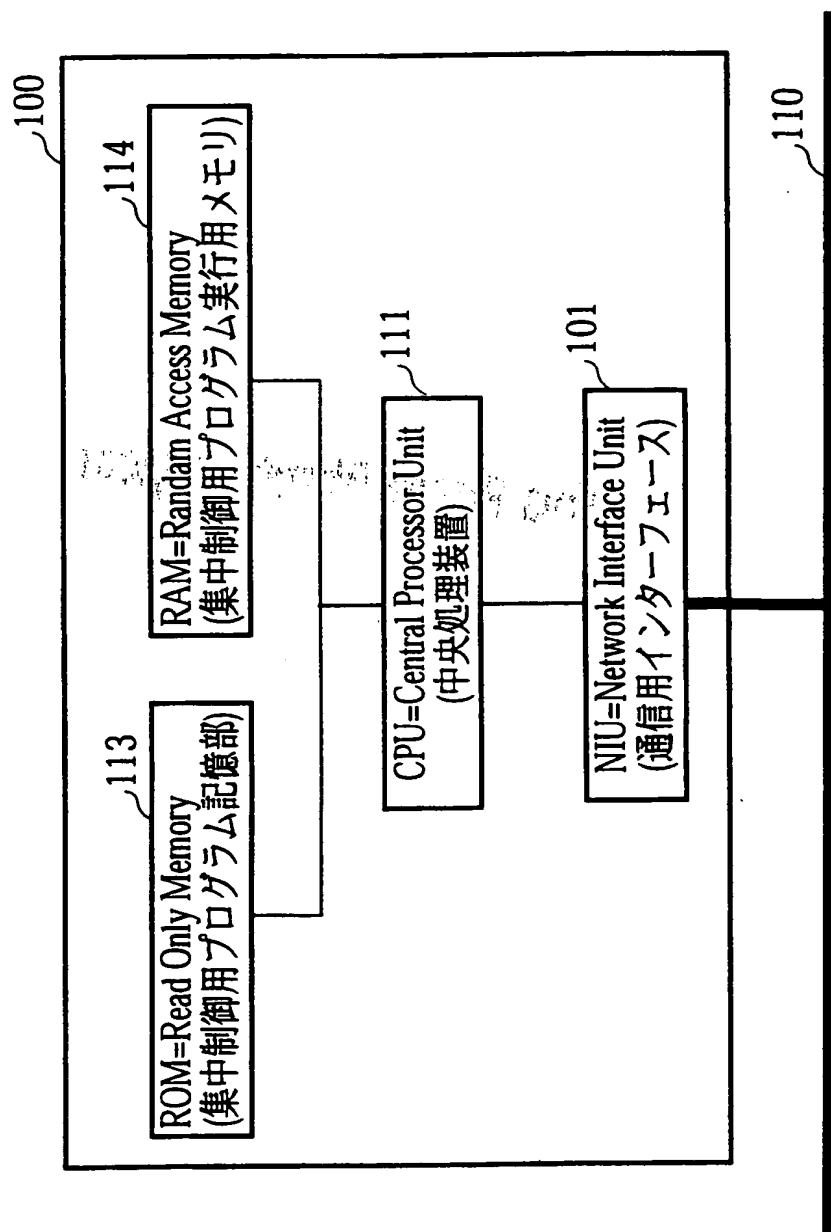 100
113
ROM=Read Only Memory
(集中制御用プログラム記憶部)
114
RAM=Randam Access Memory
(集中制御用プログラム実行用メモリ)
111
CPU=Central Processor Unit
(中央処理装置)
101
NIU=Network Interface Unit
(通信用インターフェース)
110